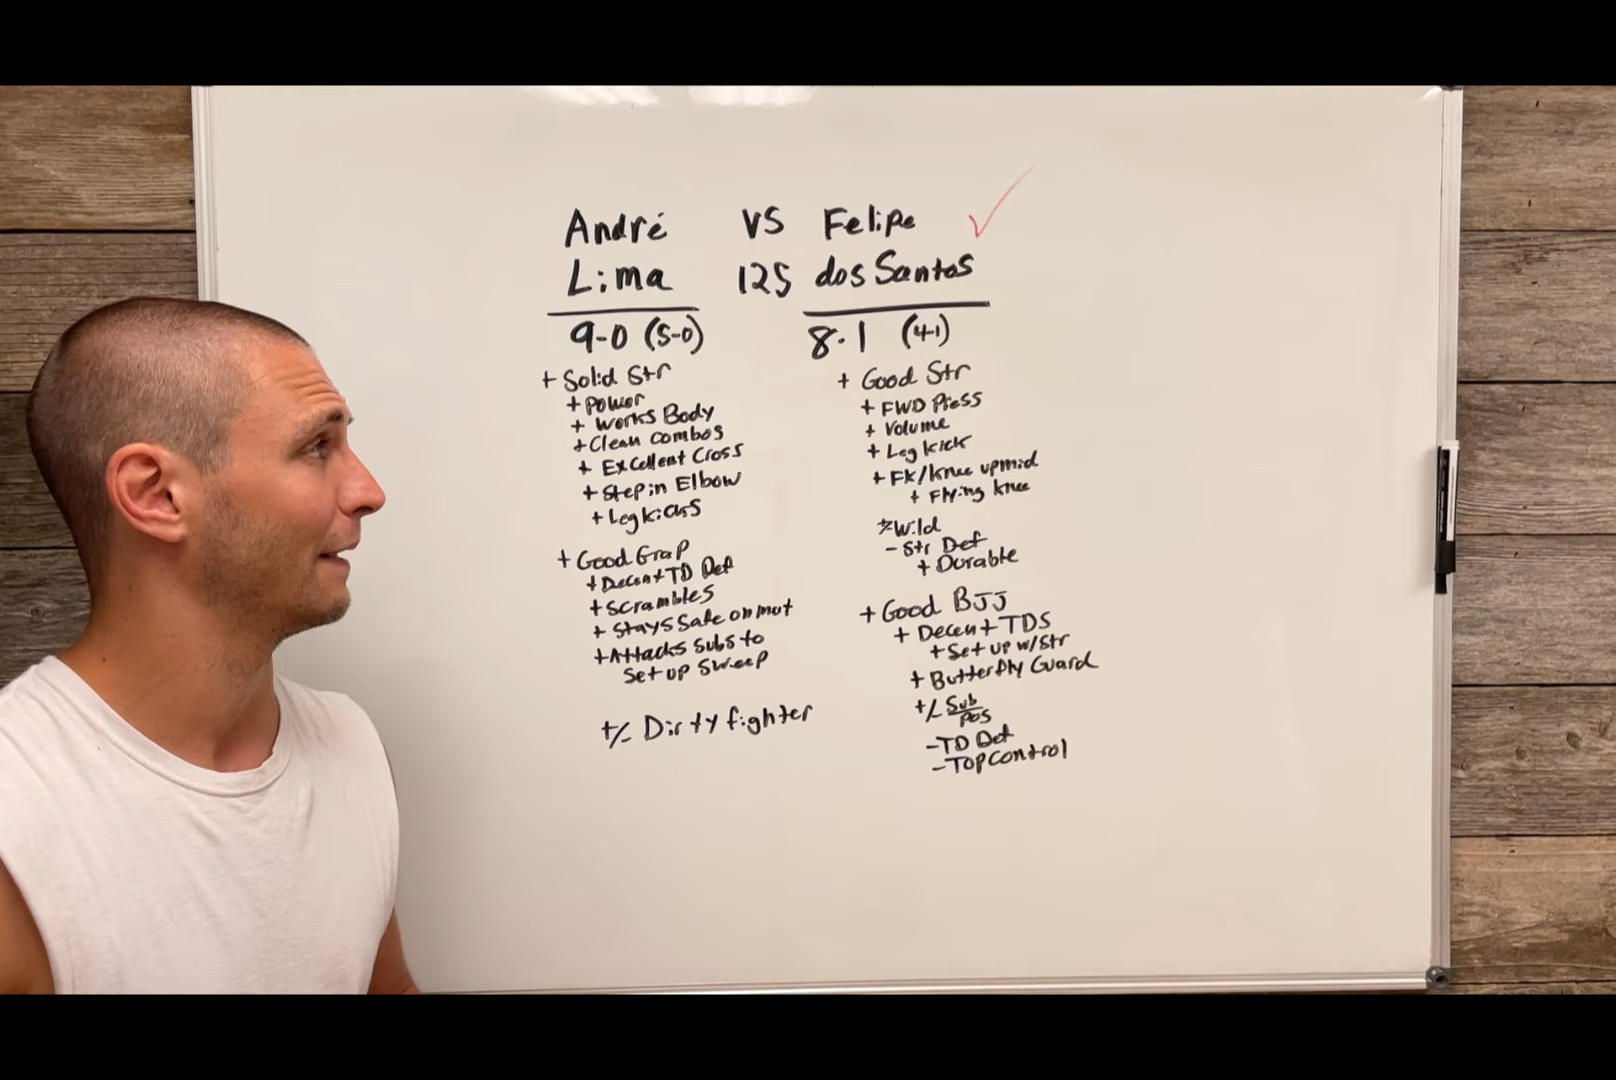 André VS Felipe ✓
Lima 125 dos Santos
9-0 (5-0)
+ Solid Str
+ Power
+ Works Body
+ Clean combos
+ Excellent Cross
+ Step in Elbow
+ Leg kicks
+ Good Grap
+ Decent TD Def
+ Scrambles
+ Stays Safe on mat
+ Attacks Subs to
Set up Sweep
+/- Dirty fighter
8-1 (4-1)
+ Good Str
+ FWD Press
+ Volume
+ Leg kick
+ FK/Knee up mid
+ Flying knee
Wild
- Str Def
+ Durable
+ Good BJJ
+ Decent TDS
+ Set up w/Str
+ Butterfly Guard
+/- Sub
Pos
- TD Def
- Top Control